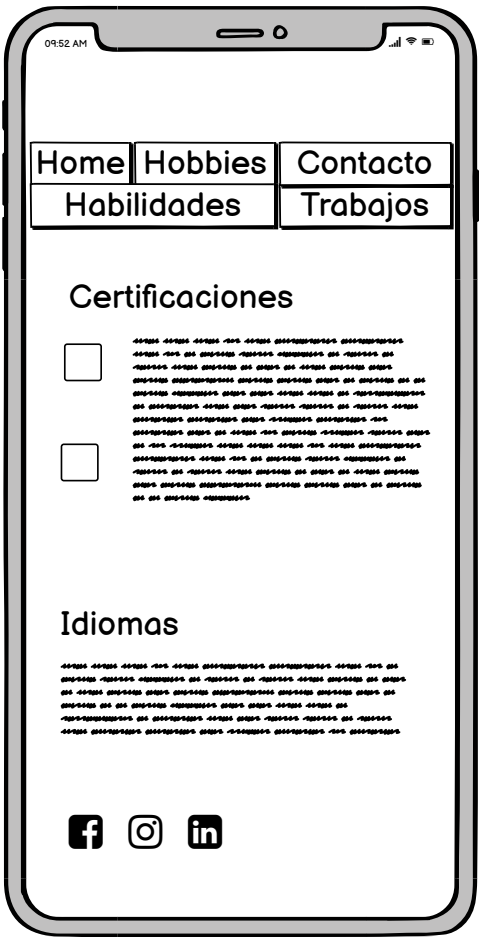 09:52 AM
Home Hobbies Contacto
Habilidades Trabajos
Certificaciones
Idiomas